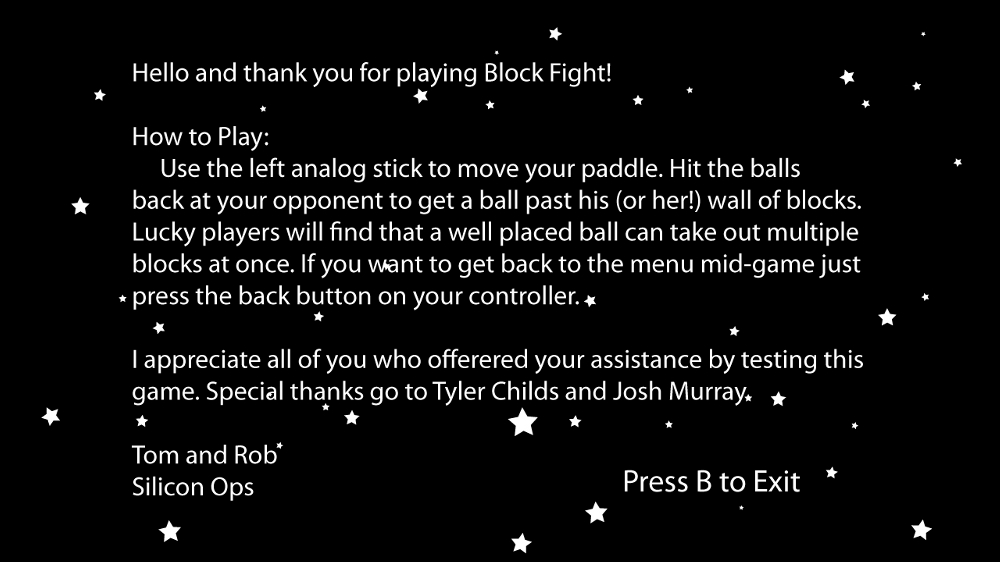 Hello and thank you for playing Block Fight!
How to Play:
Use the left analog stick to move your paddle. Hit the balls
back at your opponent to get a ball past his (or her!) wall of blocks.
Lucky players will find that a well placed ball can take out multiple
blocks at once. If you want to get back to the menu mid-game just
press the back button on your controller.
I appreciate all of you who offerered your assistance by testing this
game. Special thanks go to Tyler Childs and Josh Murray.
Tom and Rob
Silicon Ops
Press B to Exit